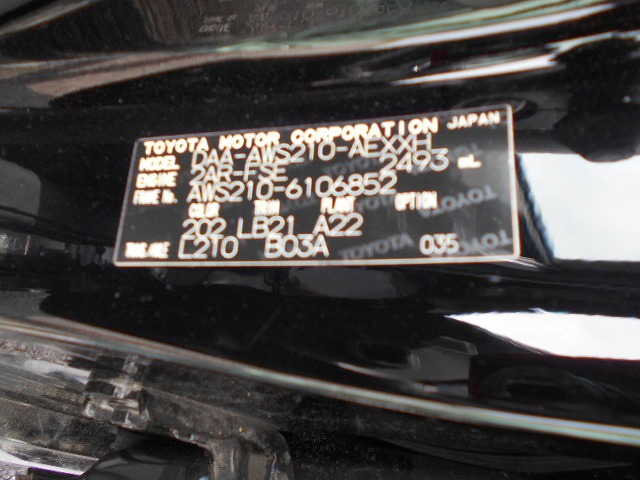 TOYOTA MOTOR CORPORATION JAPAN
MODEL DAA-AWS210-AEXXH
ENGINE 2AR-FSE 2493 mL
FRAME No. AWS210-6106852
COLOR TRIM PLANT OPTION
202 LB21 A22
TRANS/AXLE L210 B03A 035